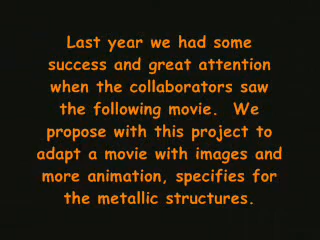 Last year we had some
success and great attention
when the collaborators saw
the following movie.  We
propose with this project to
adapt a movie with images and
more animation, specifies for
the metallic structures.